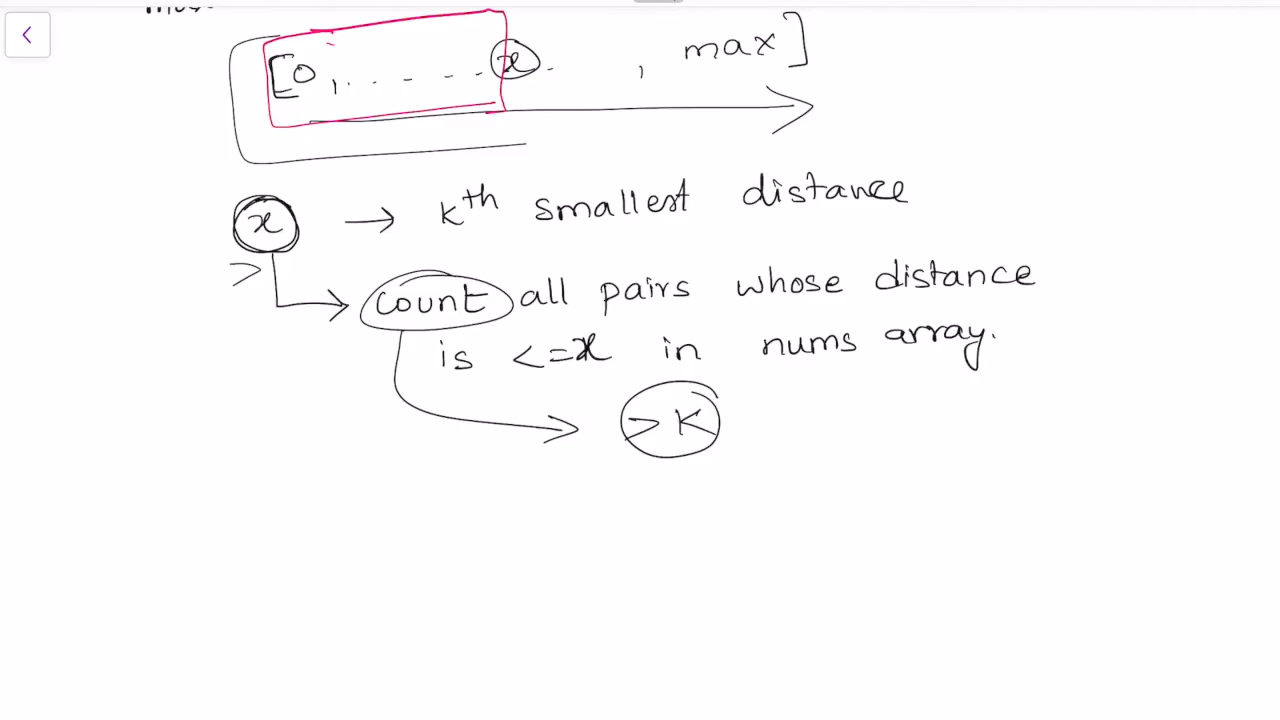 [0, . . . . . x . , max]
x → Kth smallest distance
>
count all pairs whose distance
is <=x in nums array.
>K